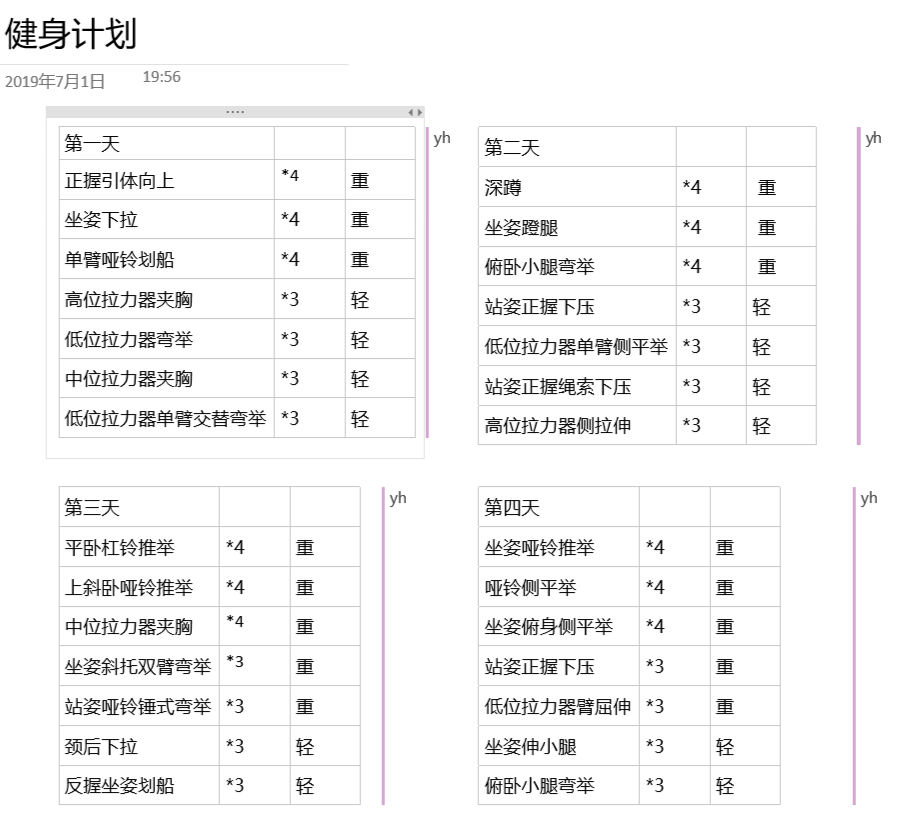 健身计划
2019年7月1日 19:56
第一天
正握引体向上 *4 重
坐姿下拉 *4 重
单臂哑铃划船 *4 重
高位拉力器夹胸 *3 轻
低位拉力器弯举 *3 轻
中位拉力器夹胸 *3 轻
低位拉力器单臂交替弯举 *3 轻
yh
第二天
深蹲 *4 重
坐姿蹬腿 *4 重
俯卧小腿弯举 *4 重
站姿正握下压 *3 轻
低位拉力器单臂侧平举 *3 轻
站姿正握绳索下压 *3 轻
高位拉力器侧拉伸 *3 轻
yh
第三天
平卧杠铃推举 *4 重
上斜卧哑铃推举 *4 重
中位拉力器夹胸 *4 重
坐姿斜托双臂弯举 *3 重
站姿哑铃锤式弯举 *3 重
颈后下拉 *3 轻
反握坐姿划船 *3 轻
yh
第四天
坐姿哑铃推举 *4 重
哑铃侧平举 *4 重
坐姿俯身侧平举 *4 重
站姿正握下压 *3 重
低位拉力器臂屈伸 *3 重
坐姿伸小腿 *3 轻
俯卧小腿弯举 *3 轻
yh